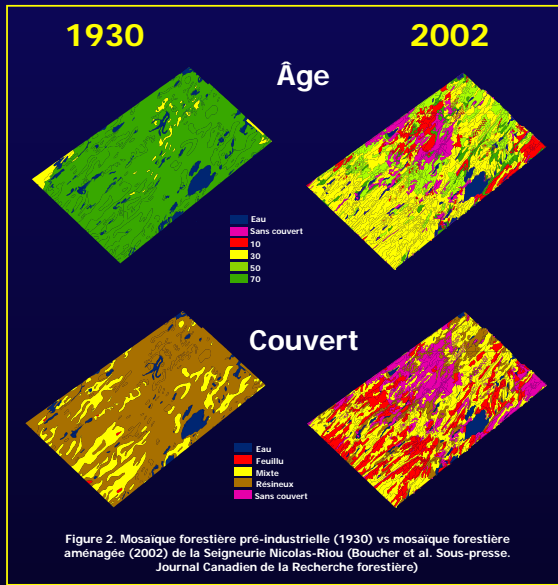 1930
2002
Âge
Eau
Sans couvert
10
30
50
70
Couvert
Eau
Feuillu
Mixte
Résineux
Sans couvert
Figure 2. Mosaïque forestière pré-industrielle (1930) vs mosaïque forestière
aménagée (2002) de la Seigneurie Nicolas-Riou (Boucher et al. Sous-presse.
Journal Canadien de la Recherche forestière)